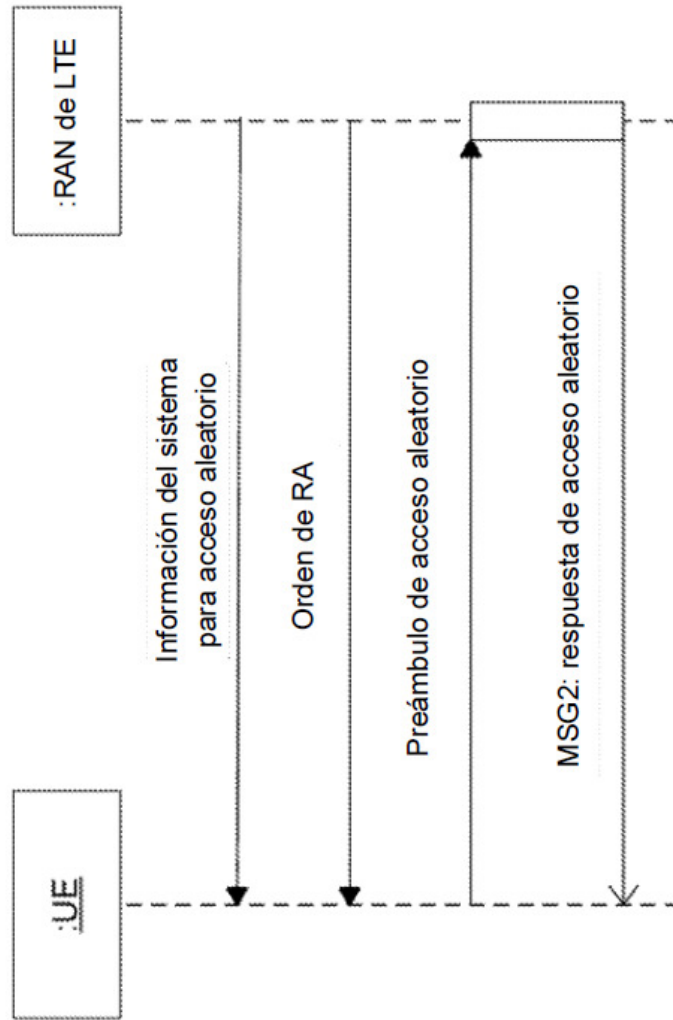 :UE
:RAN de LTE
Información del sistema
para acceso aleatorio
Orden de RA
Preámbulo de acceso aleatorio
MSG2: respuesta de acceso aleatorio